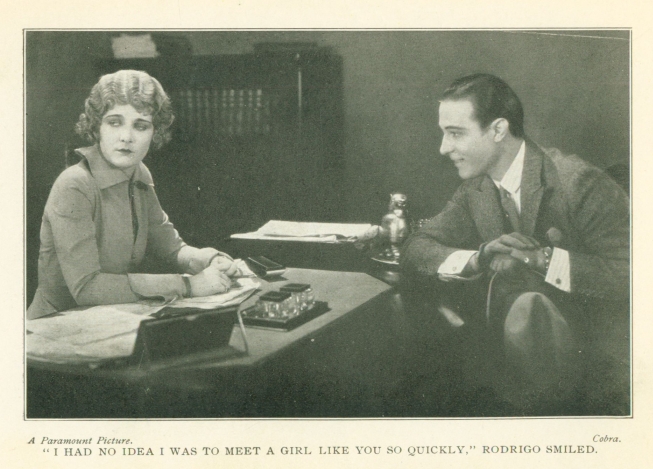 A Paramount Picture. Cobra.
"I HAD NO IDEA I WAS TO MEET A GIRL LIKE YOU SO QUICKLY," RODRIGO SMILED.